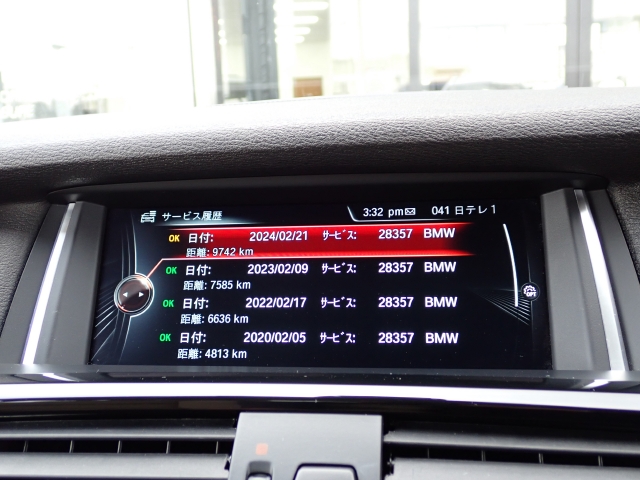 サービス履歴 3:32 pm 041 日テレ1
OK 日付: 2024/02/21 ｻｰﾋﾞｽ: 28357 BMW
距離: 9742 km
OK 日付: 2023/02/09 ｻｰﾋﾞｽ: 28357 BMW
距離: 7585 km
OK 日付: 2022/02/17 ｻｰﾋﾞｽ: 28357 BMW
距離: 6636 km
OK 日付: 2020/02/05 ｻｰﾋﾞｽ: 28357 BMW
距離: 4813 km